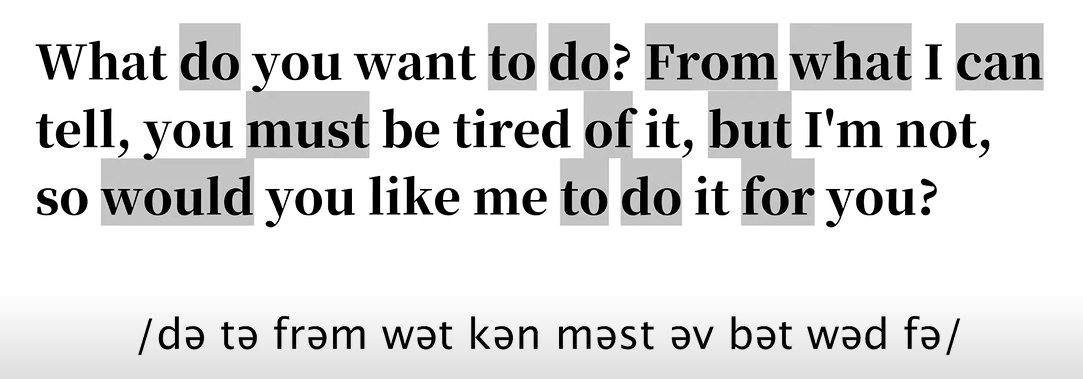 What do you want to do? From what I can
tell, you must be tired of it, but I'm not,
so would you like me to do it for you?
/də tə frəm wət kən məst əv bət wəd fə/